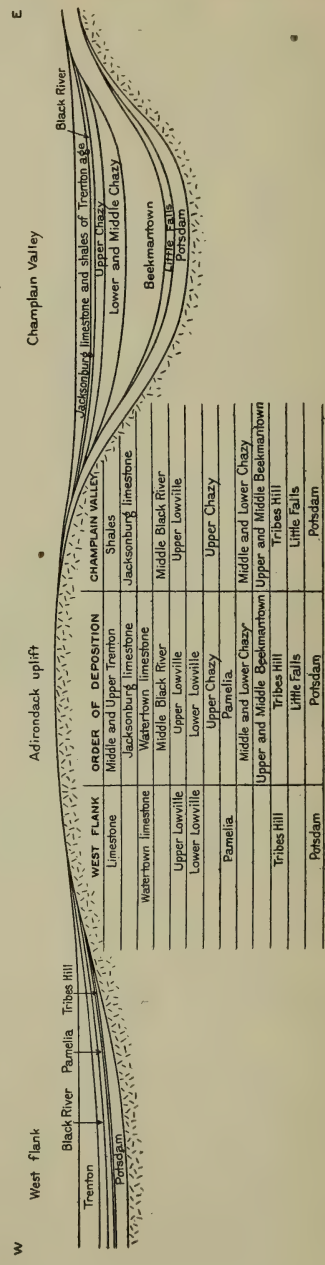 W E
West flank Adirondack uplift Champlain Valley
Black River Pamelia Tribes Hill
Trenton
Potsdam
Black River
Jacksonburg limestone and shales of Trenton age
Upper Chazy
Lower and Middle Chazy
Beekmantown
Little Falls
Potsdam
WEST FLANK ORDER OF DEPOSITION CHAMPLAIN VALLEY
Limestone Middle and Upper Trenton Shales
Jacksonburg limestone Jacksonburg limestone
Watertown limestone Watertown limestone
Middle Black River Middle Black River
Upper Lowville Upper Lowville Upper Lowville
Lower Lowville Lower Lowville
Upper Chazy Upper Chazy
Pamelia Pamelia
Middle and Lower Chazy Middle and Lower Chazy
Upper and Middle Beekmantown Upper and Middle Beekmantown
Tribes Hill Tribes Hill Tribes Hill
Little Falls Little Falls
Potsdam Potsdam Potsdam